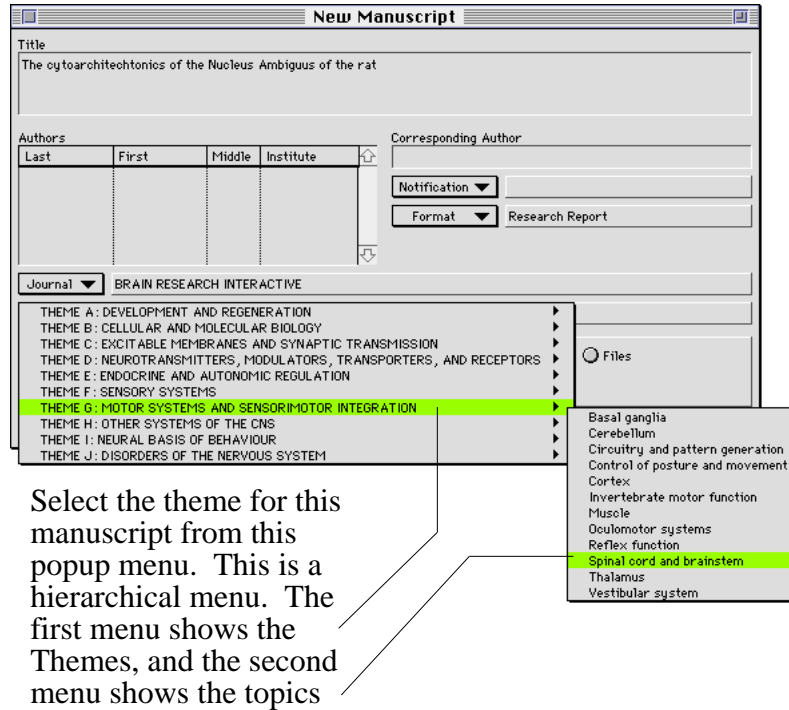 New Manuscript
Title
The cytoarchitechtonics of the Nucleus Ambiguus of the rat
Authors
Corresponding Author
Last First Middle Institute
Notification
Format Research Report
Journal BRAIN RESEARCH INTERACTIVE
THEME A: DEVELOPMENT AND REGENERATION
THEME B: CELLULAR AND MOLECULAR BIOLOGY
THEME C: EXCITABLE MEMBRANES AND SYNAPTIC TRANSMISSION
THEME D: NEUROTRANSMITTERS, MODULATORS, TRANSPORTERS, AND RECEPTORS
THEME E: ENDOCRINE AND AUTONOMIC REGULATION
THEME F: SENSORY SYSTEMS
THEME G: MOTOR SYSTEMS AND SENSORIMOTOR INTEGRATION
THEME H: OTHER SYSTEMS OF THE CNS
THEME I: NEURAL BASIS OF BEHAVIOUR
THEME J: DISORDERS OF THE NERVOUS SYSTEM
Files
Basal ganglia
Cerebellum
Circuitry and pattern generation
Control of posture and movement
Cortex
Invertebrate motor function
Muscle
Oculomotor systems
Reflex function
Spinal cord and brainstem
Thalamus
Vestibular system
Select the theme for this
manuscript from this
popup menu. This is a
hierarchical menu. The
first menu shows the
Themes, and the second
menu shows the topics